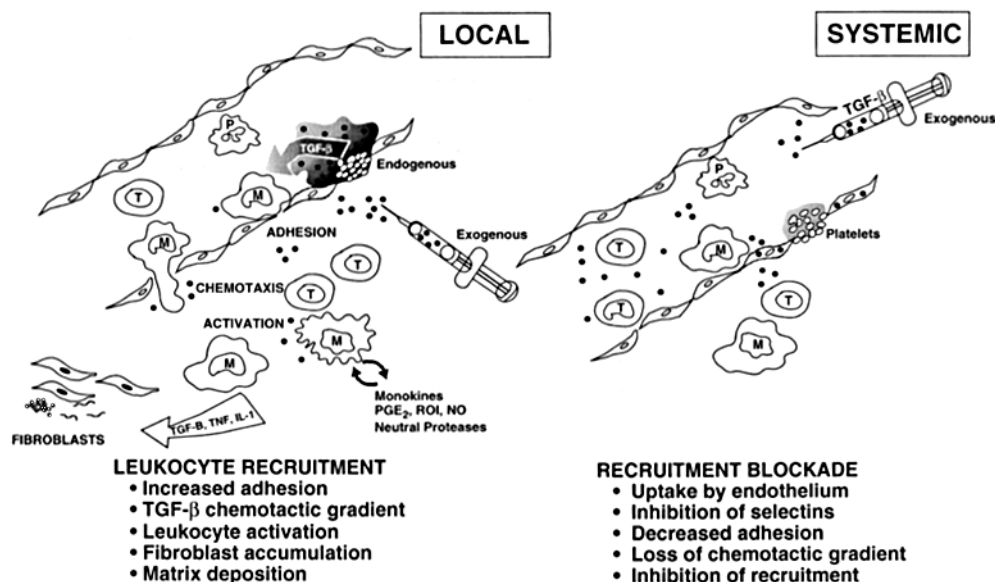 LOCAL
P
TGF-β
Endogenous
T
M
ADHESION
Exogenous
M
T
CHEMOTAXIS
T
ACTIVATION
M
M
Monokines
PGE₂, ROI, NO
Neutral Proteases
TGF-B, TNF, IL-1
FIBROBLASTS
LEUKOCYTE RECRUITMENT
• Increased adhesion
• TGF-β chemotactic gradient
• Leukocyte activation
• Fibroblast accumulation
• Matrix deposition
SYSTEMIC
TGF-β
Exogenous
P
Platelets
T
M
T
T
M
RECRUITMENT BLOCKADE
• Uptake by endothelium
• Inhibition of selectins
• Decreased adhesion
• Loss of chemotactic gradient
• Inhibition of recruitment